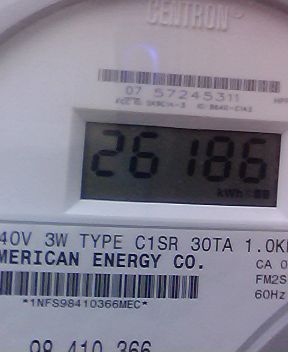 CENTRON
07 57245311
26186
kWh
40V 3W TYPE C1SR 30TA 1.0K
MERICAN ENERGY CO.
CA 0
FM2S
60Hz
*1NFS98410366MEC*
98 410 366